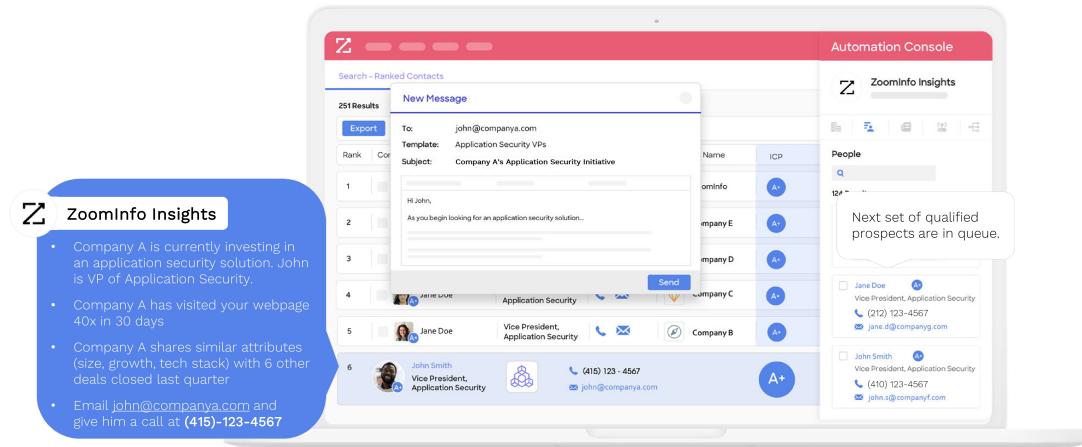 ZoomInfo Insights
• Company A is currently investing in
an application security solution. John
is VP of Application Security.
• Company A has visited your webpage
40x in 30 days
• Company A shares similar attributes
(size, growth, tech stack) with 6 other
deals closed last quarter
• Email john@companya.com and
give him a call at (415)-123-4567
Search - Ranked Contacts
251 Results
Export
Rank
Name
ICP
1
A+
2
Company E
A+
3
Company D
A+
4
Jane Doe
A+
Application Security
Company C
A+
5
Jane Doe
A+
Vice President,
Application Security
Company B
A+
6
John Smith
Vice President,
Application Security
A+
(415) 123 - 4567
john@companya.com
A+
New Message
To: john@companya.com
Template: Application Security VPs
Subject: Company A's Application Security Initiative
Hi John,
As you begin looking for an application security solution...
Send
Automation Console
ZoomInfo Insights
People
Next set of qualified
prospects are in queue.
Jane Doe A+
Vice President, Application Security
(212) 123-4567
jane.d@companyg.com
John Smith A+
Vice President, Application Security
(410) 123-4567
john.s@companyf.com